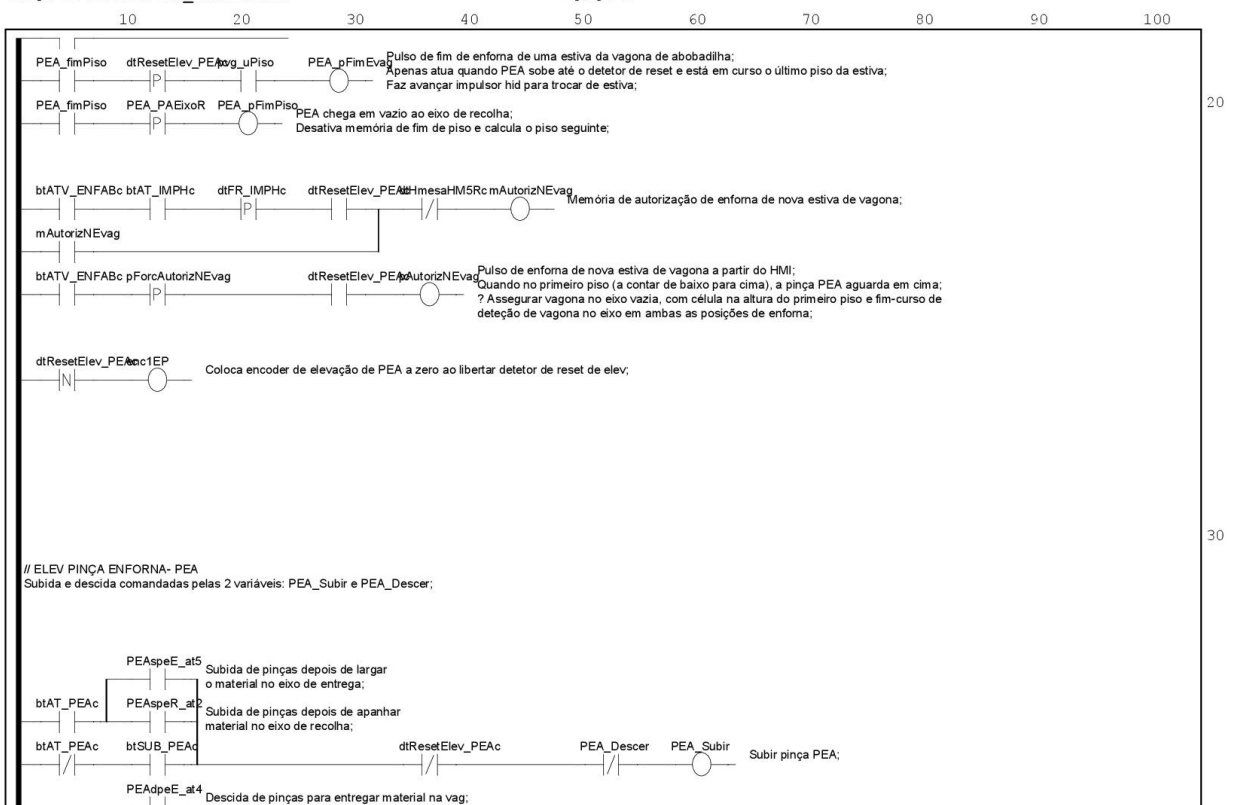 10 20 30 40 50 60 70 80 90 100
PEA_fimPiso dtResetElev_PEAc pvg_uPiso PEA_pFimEvag
Pulso de fim de enforna de uma estiva da vagona de abobadilha;
Apenas atua quando PEA sobe até o detetor de reset e está em curso o último piso da estiva;
Faz avançar impulsor hid para trocar de estiva;
P
20
PEA_fimPiso PEA_PAEixoR PEA_pFimPiso
PEA chega em vazio ao eixo de recolha;
Desativa memória de fim de piso e calcula o piso seguinte;
P
btATV_ENFABc btAT_IMPHc dtFR_IMPHc dtResetElev_PEAc dtHmesaHM5Rc mAutorizNEvag
Memória de autorização de enforna de nova estiva de vagona;
P /
mAutorizNEvag
btATV_ENFABc pForcAutorizNEvag dtResetElev_PEAc pAutorizNEvag
Pulso de enforna de nova estiva de vagona a partir do HMI;
Quando no primeiro piso (a contar de baixo para cima), a pinça PEA aguarda em cima;
? Assegurar vagona no eixo vazia, com célula na altura do primeiro piso e fim-curso de
deteção de vagona no eixo em ambas as posições de enforna;
P
dtResetElev_PEAc enc1EP
Coloca encoder de elevação de PEA a zero ao libertar detetor de reset de elev;
N
30
// ELEV PINÇA ENFORNA- PEA
Subida e descida comandadas pelas 2 variáveis: PEA_Subir e PEA_Descer;
PEAspeE_at5
Subida de pinças depois de largar
o material no eixo de entrega;
btAT_PEAc PEAspeR_at2
Subida de pinças depois de apanhar
material no eixo de recolha;
btAT_PEAc btSUB_PEAc dtResetElev_PEAc PEA_Descer PEA_Subir
Subir pinça PEA;
/ / /
PEAdpeE_at4
Descida de pinças para entregar material na vag;